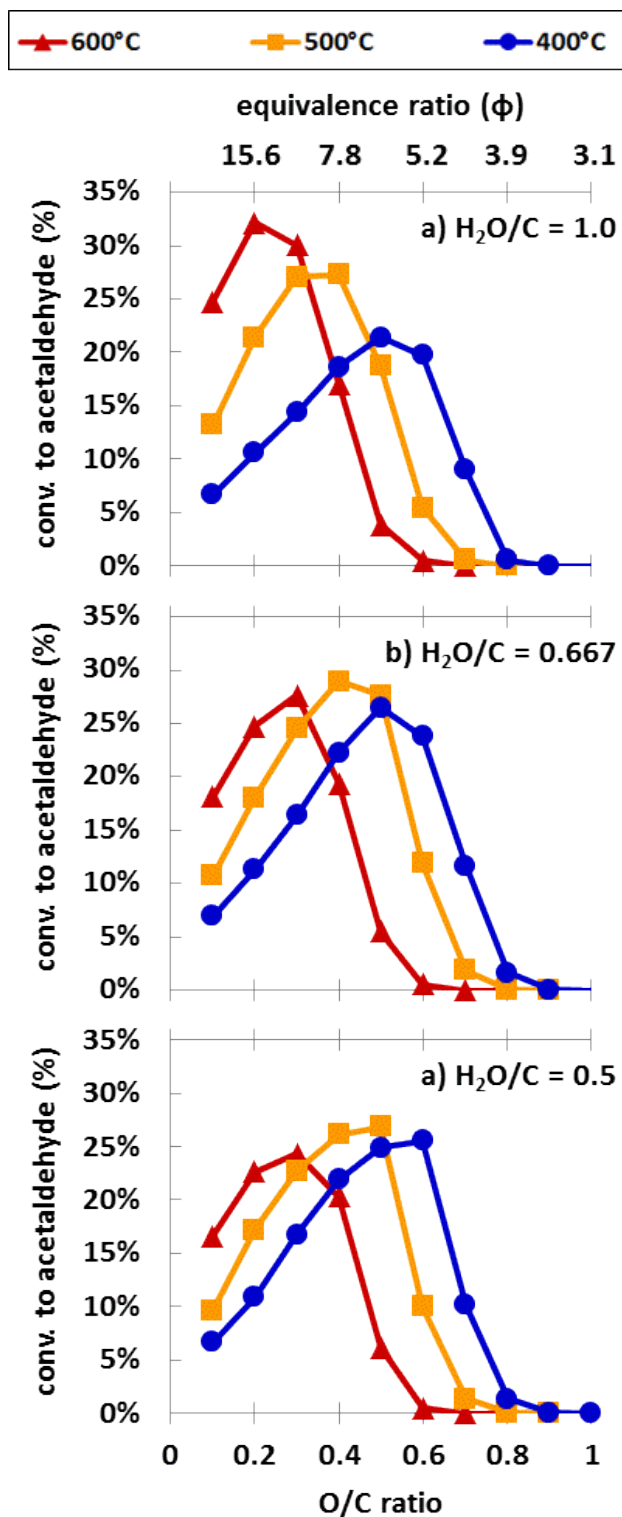 600°C 500°C 400°C
equivalence ratio (ϕ)
15.6 7.8 5.2 3.9 3.1
conv. to acetaldehyde (%)
35%
30%
25%
20%
15%
10%
5%
0%
a) H₂O/C = 1.0
conv. to acetaldehyde (%)
35%
30%
25%
20%
15%
10%
5%
0%
b) H₂O/C = 0.667
conv. to acetaldehyde (%)
35%
30%
25%
20%
15%
10%
5%
0%
a) H₂O/C = 0.5
0 0.2 0.4 0.6 0.8 1
O/C ratio